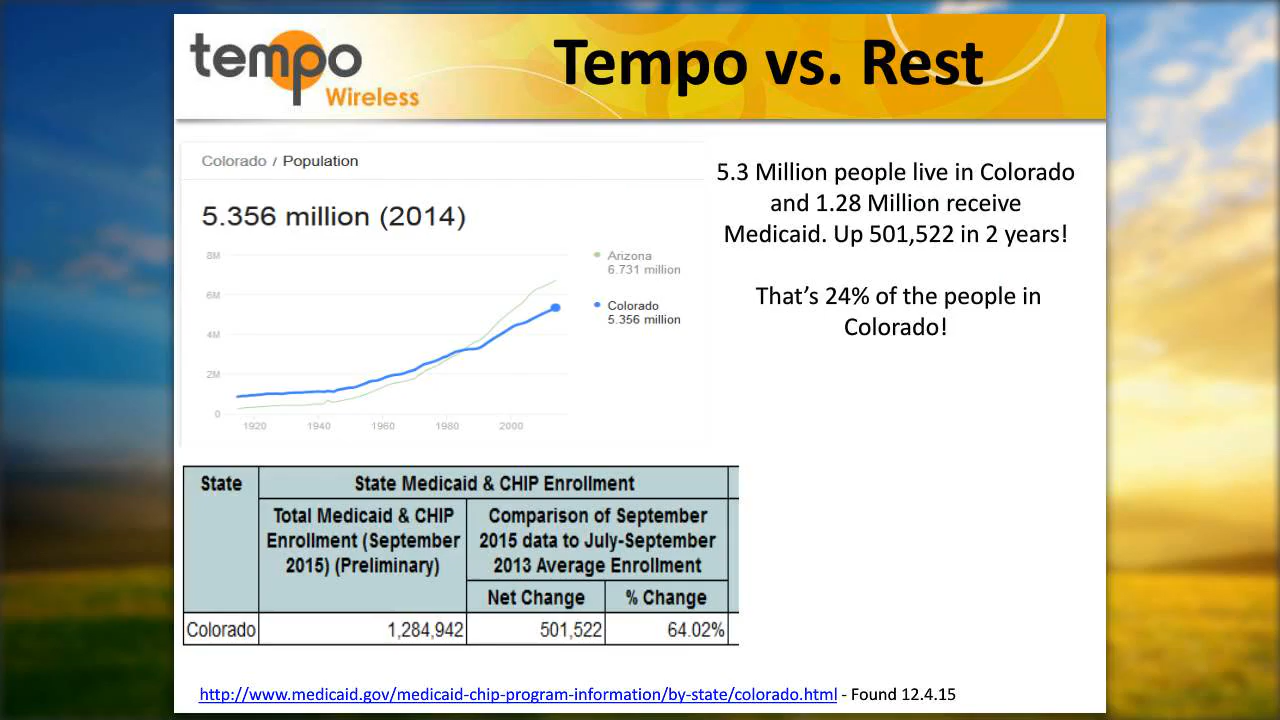 tempo
Wireless
Tempo vs. Rest
Colorado / Population
5.356 million (2014)
8M
6M
4M
2M
0
1920 1940 1960 1980 2000
Arizona
6.731 million
Colorado
5.356 million
5.3 Million people live in Colorado
and 1.28 Million receive
Medicaid. Up 501,522 in 2 years!
That’s 24% of the people in
Colorado!
State
State Medicaid & CHIP Enrollment
Total Medicaid & CHIP
Enrollment (September
2015) (Preliminary)
Comparison of September
2015 data to July-September
2013 Average Enrollment
Net Change % Change
Colorado 1,284,942 501,522 64.02%
http://www.medicaid.gov/medicaid-chip-program-information/by-state/colorado.html - Found 12.4.15